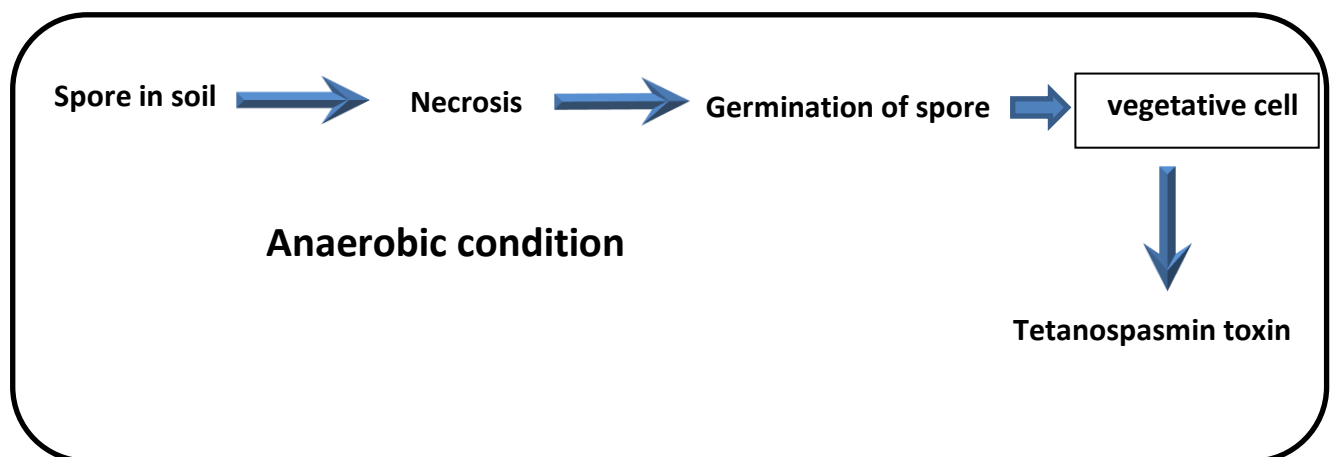 Spore in soil
Necrosis
Germination of spore
vegetative cell
Anaerobic condition
Tetanospasmin toxin